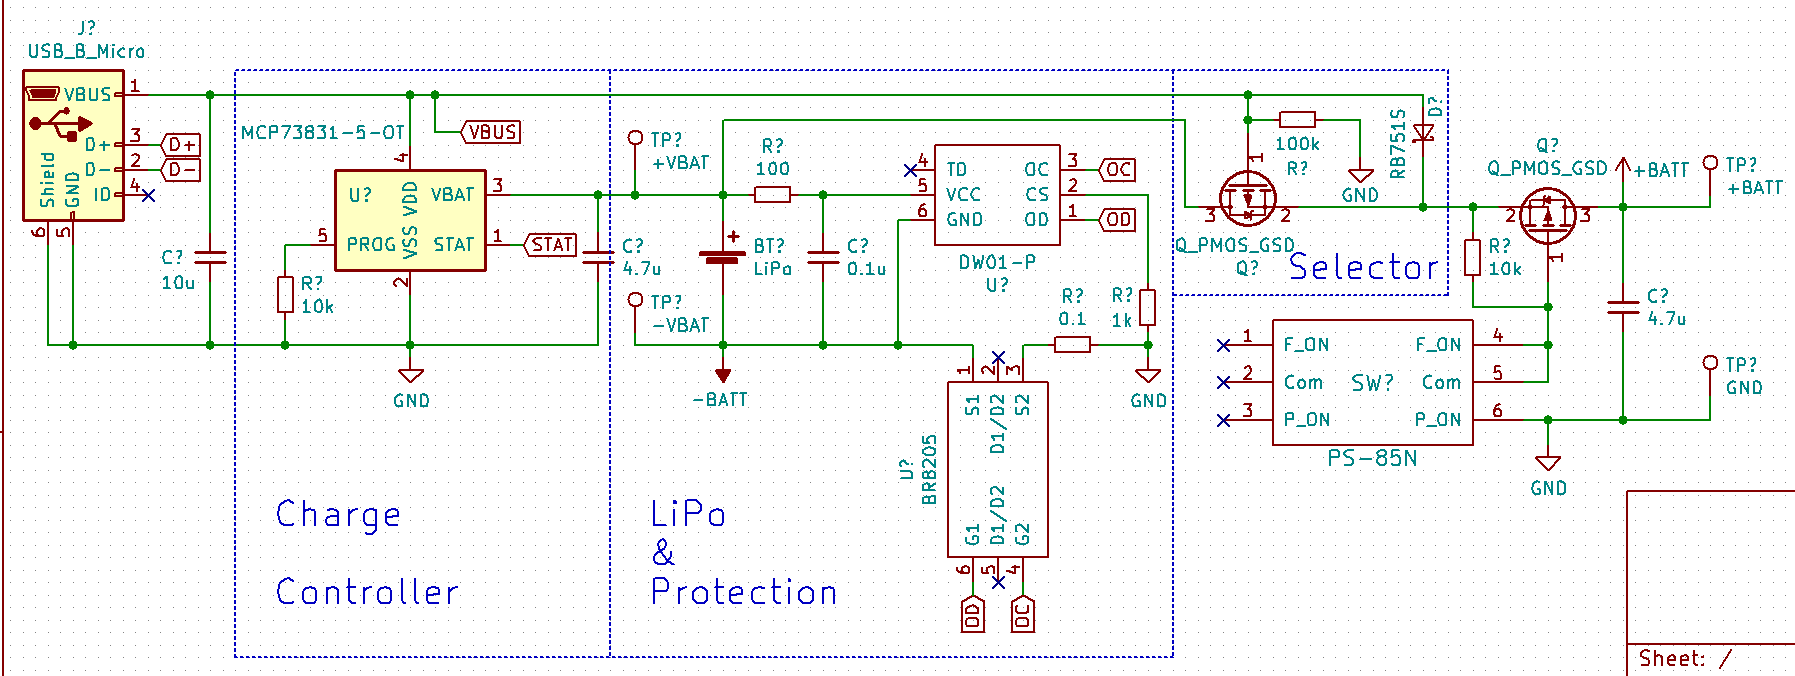 J?
USB_B_Micro
VBUS
1
D+
3
D+
D-
2
D-
ID
4
Shield
GND
6
5
C?
10u
MCP73831-5-OT
VBUS
U?
4
VDD
VBAT
3
PROG
5
VSS
2
STAT
1
STAT
R?
10k
GND
C?
4.7u
Charge
Controller
TP?
+VBAT
TP?
-VBAT
R?
100
+
BT?
LiPo
C?
0.1u
-BATT
4
TD
OC
3
OC
5
VCC
CS
2
6
GND
OD
1
OD
DW01-P
U?
R?
0.1
R?
1k
GND
1
2
3
S1
D1/D2
S2
U?
BRB205
G1
D1/D2
G2
6
5
4
OD
OC
LiPo
&
Protection
100k
R?
GND
1
3
2
Q_PMOS_GSD
Q?
RB751S
D?
Selector
Q?
Q_PMOS_GSD
2
3
1
+BATT
TP?
+BATT
R?
10k
C?
4.7u
TP?
GND
1
F_ON
F_ON
4
2
Com
SW?
Com
5
3
P_ON
P_ON
6
PS-85N
GND
Sheet: /